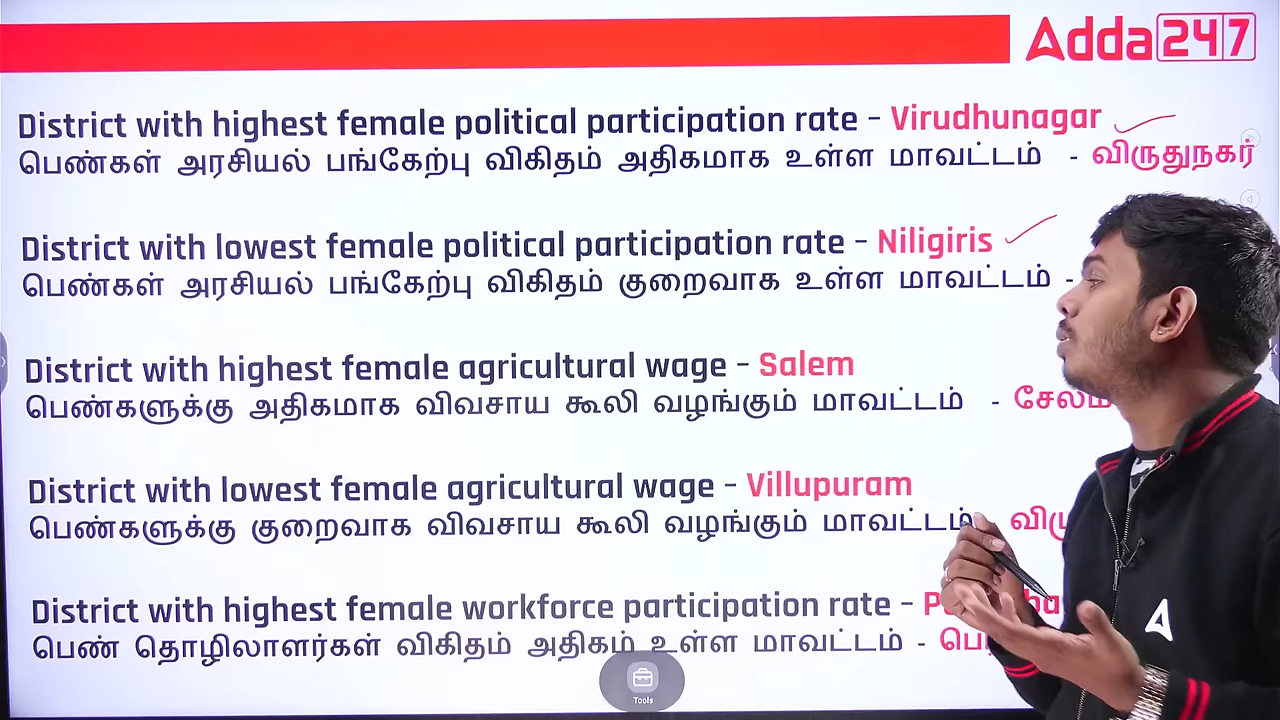 Adda247
District with highest female political participation rate - Virudhunagar
பெண்கள் அரசியல் பங்கேற்பு விகிதம் அதிகமாக உள்ள மாவட்டம் - விருதுநகர்
District with lowest female political participation rate - Niligiris
பெண்கள் அரசியல் பங்கேற்பு விகிதம் குறைவாக உள்ள மாவட்டம் -
District with highest female agricultural wage - Salem
பெண்களுக்கு அதிகமாக விவசாய கூலி வழங்கும் மாவட்டம் - சேலம்
District with lowest female agricultural wage - Villupuram
பெண்களுக்கு குறைவாக விவசாய கூலி வழங்கும் மாவட்டம்
District with highest female workforce participation rate -
பெண் தொழிலாளர்கள் விகிதம் அதிகம் உள்ள மாவட்டம் -
Tools